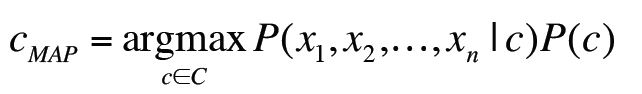 c_MAP = argmax_{c∈C} P(x_1, x_2, …, x_n | c)P(c)